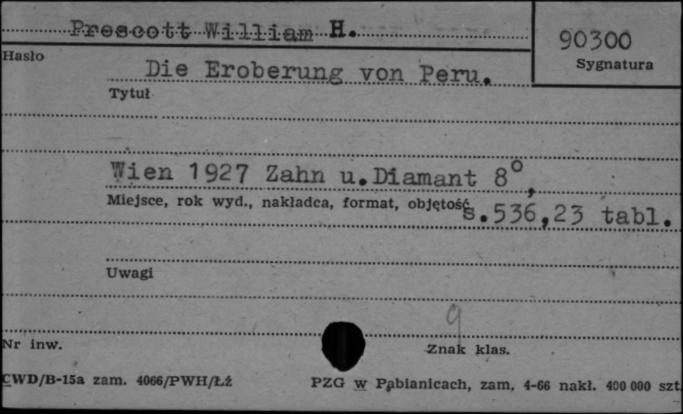 Prescott William H.
90300
Hasło
Sygnatura
Die Eroberung von Peru.
Tytuł
Wien 1927 Zahn u.Diamant 8°,
Miejsce, rok wyd., nakładca, format, objętość
s.536,23 tabl.
Uwagi
9
Nr inw.
Znak klas.
CWD/B-15a zam. 4066/PWH/Łź
PZG w Pabianicach, zam. 4-66 nakł. 400 000 szt.